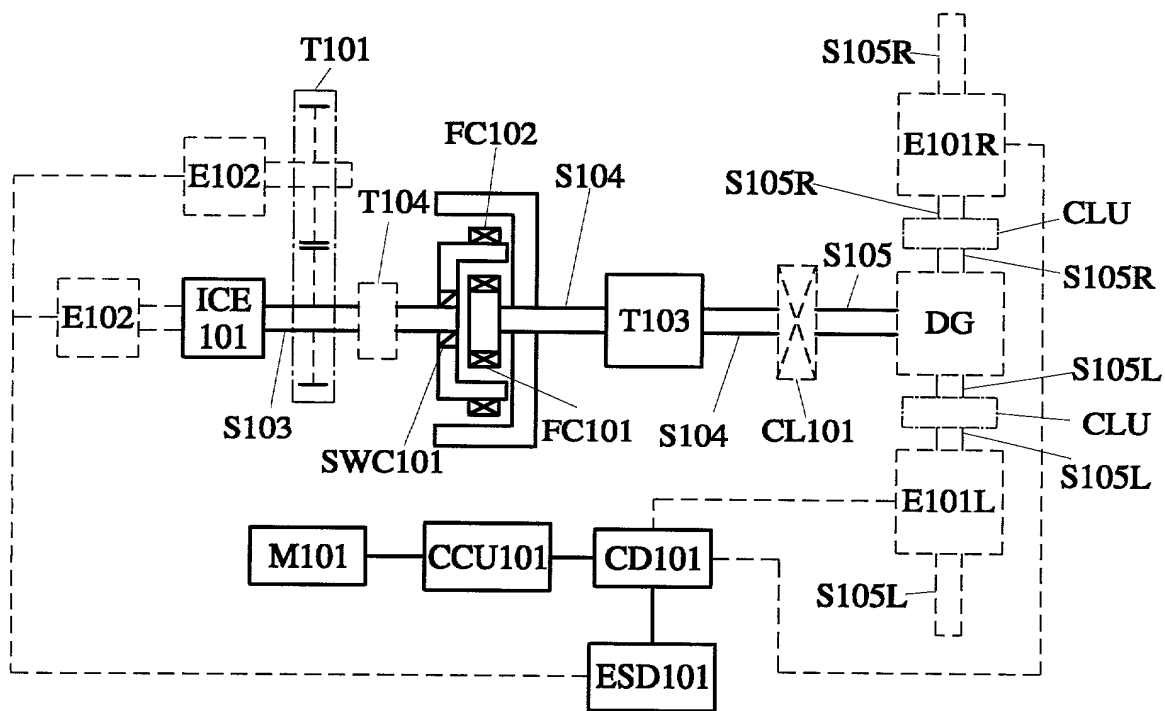 S105R
T101
FC102
E101R
E102
S104
S105R
T104
CLU
S105
S105R
ICE
101
E102
T103
DG
S105L
S103
FC101
S104
CL101
CLU
SWC101
S105L
E101L
M101
CCU101
CD101
S105L
ESD101